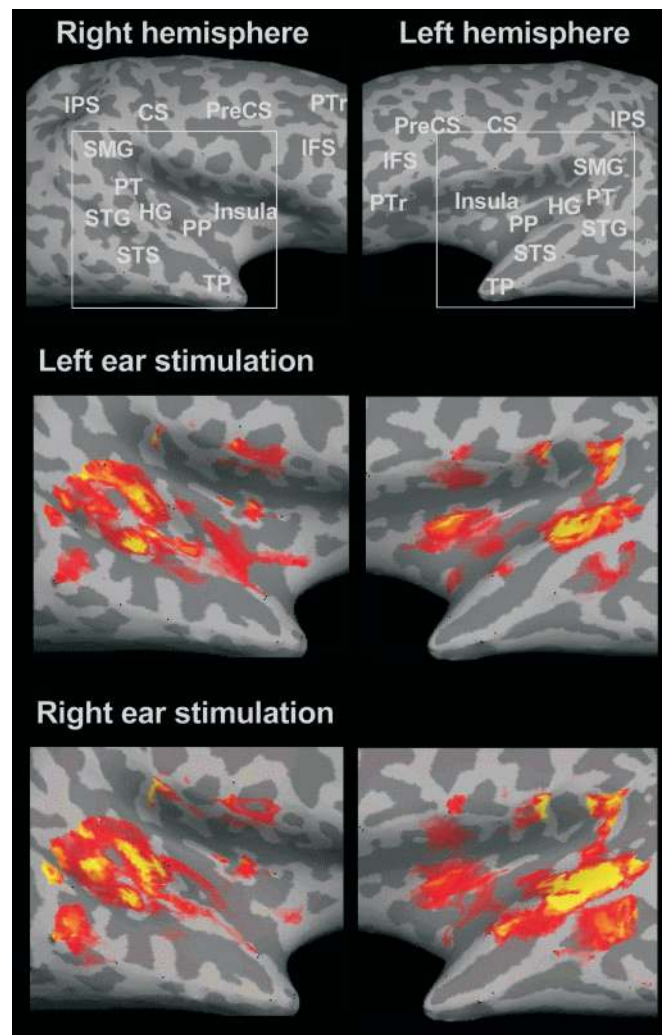 Right hemisphere
Left hemisphere
IPS CS PreCS PTr
IFS
SMG
PT
STG HG PP Insula
STS
TP
PreCS CS IPS
IFS
SMG
PTr Insula PP HG PT
STG
STS
TP
Left ear stimulation
Right ear stimulation